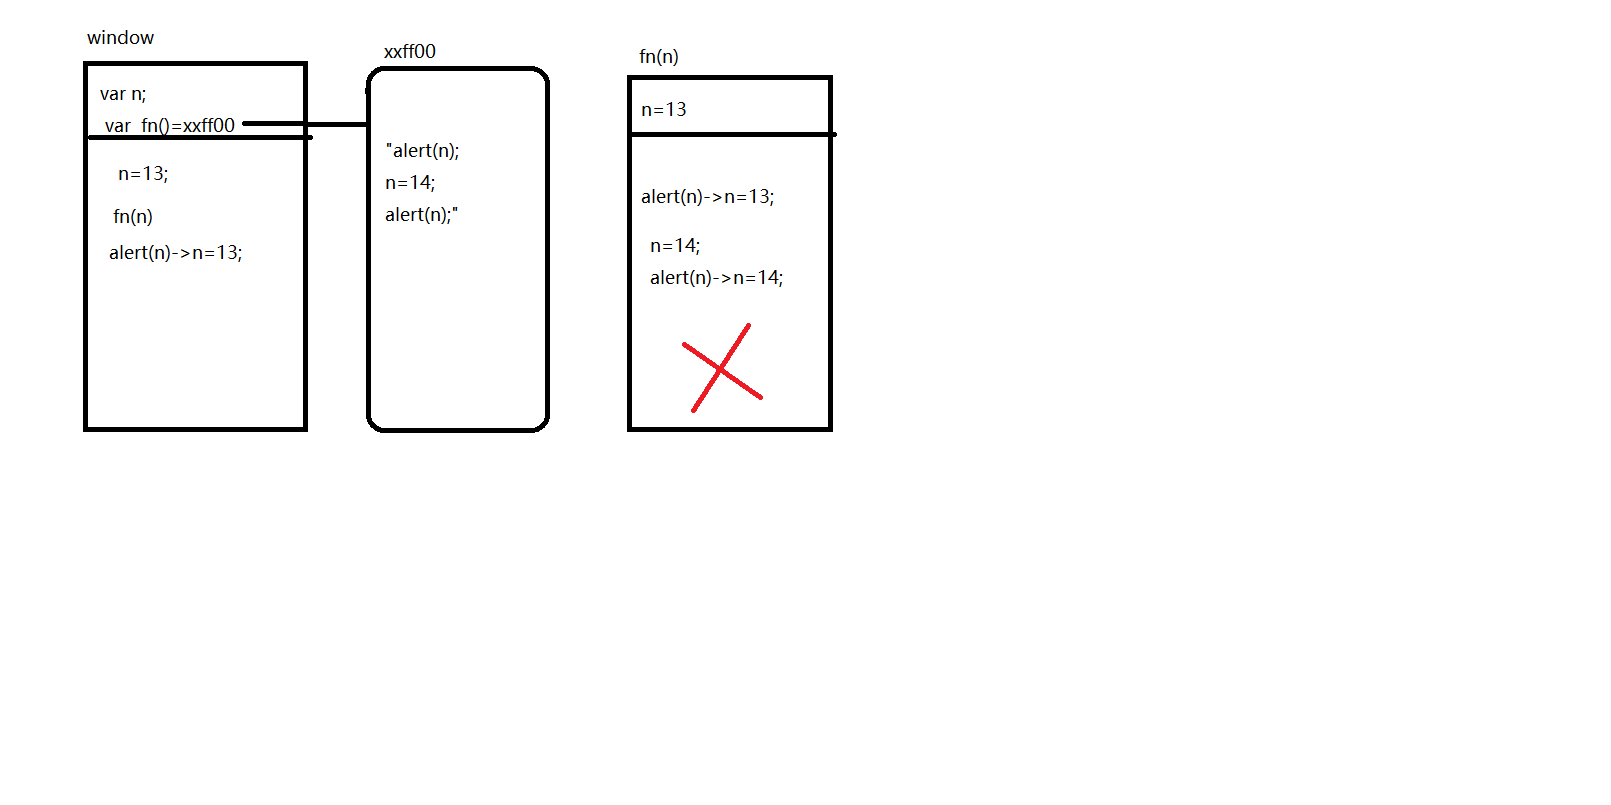 window
var n;
var fn()=xxff00
n=13;
fn(n)
alert(n)->n=13;
xxff00
"alert(n);
n=14;
alert(n);"
fn(n)
n=13
alert(n)->n=13;
n=14;
alert(n)->n=14;